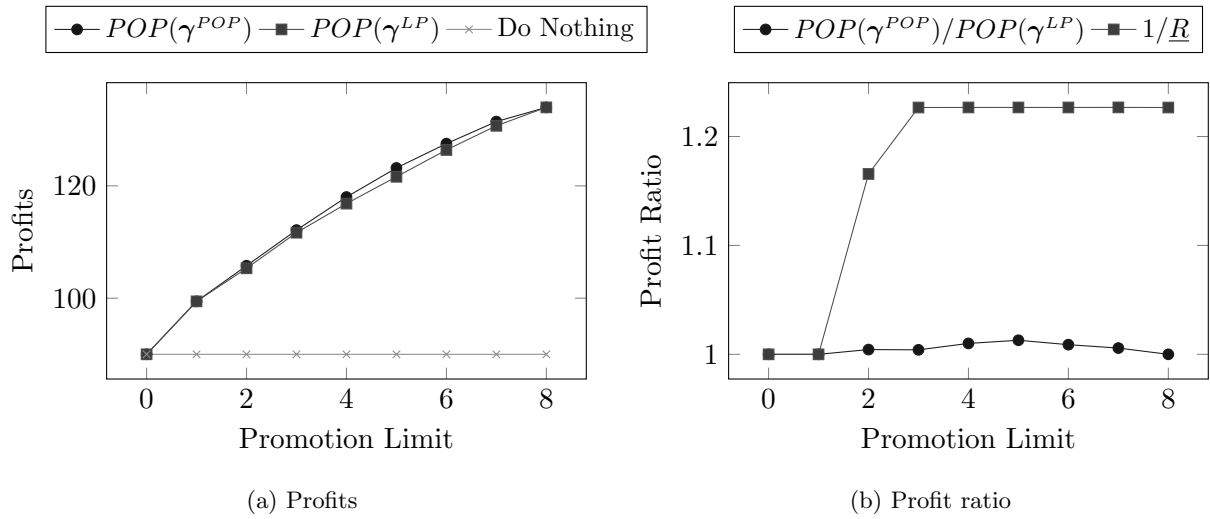 POP(γ^POP) POP(γ^LP) Do Nothing
120
100
0 2 4 6 8
Profits
Promotion Limit
(a) Profits
POP(γ^POP)/POP(γ^LP) 1/R
1.2
1.1
1
0 2 4 6 8
Profit Ratio
Promotion Limit
(b) Profit ratio